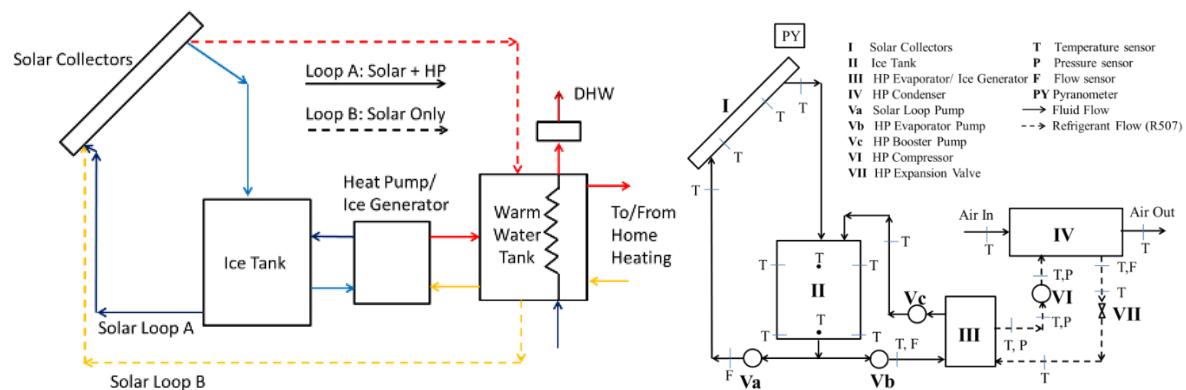 Solar Collectors
Loop A: Solar + HP
Loop B: Solar Only
DHW
Heat Pump/
Ice Generator
Warm
Water
Tank
To/From
Home
Heating
Ice Tank
Solar Loop A
Solar Loop B
PY
I Solar Collectors
II Ice Tank
III HP Evaporator/ Ice Generator
IV HP Condenser
Va Solar Loop Pump
Vb HP Evaporator Pump
Vc HP Booster Pump
VI HP Compressor
VII HP Expansion Valve
T Temperature sensor
P Pressure sensor
F Flow sensor
PY Pyranometer
Fluid Flow
Refrigerant Flow (R507)
I
T
T
T
T
Air In
T
IV
Air Out
T
T
T
T
T
II
T
T
T
T
Vc
III
T,P
T,F
VI
T
VII
T,P
T, P
T
F
Va
Vb
T, F